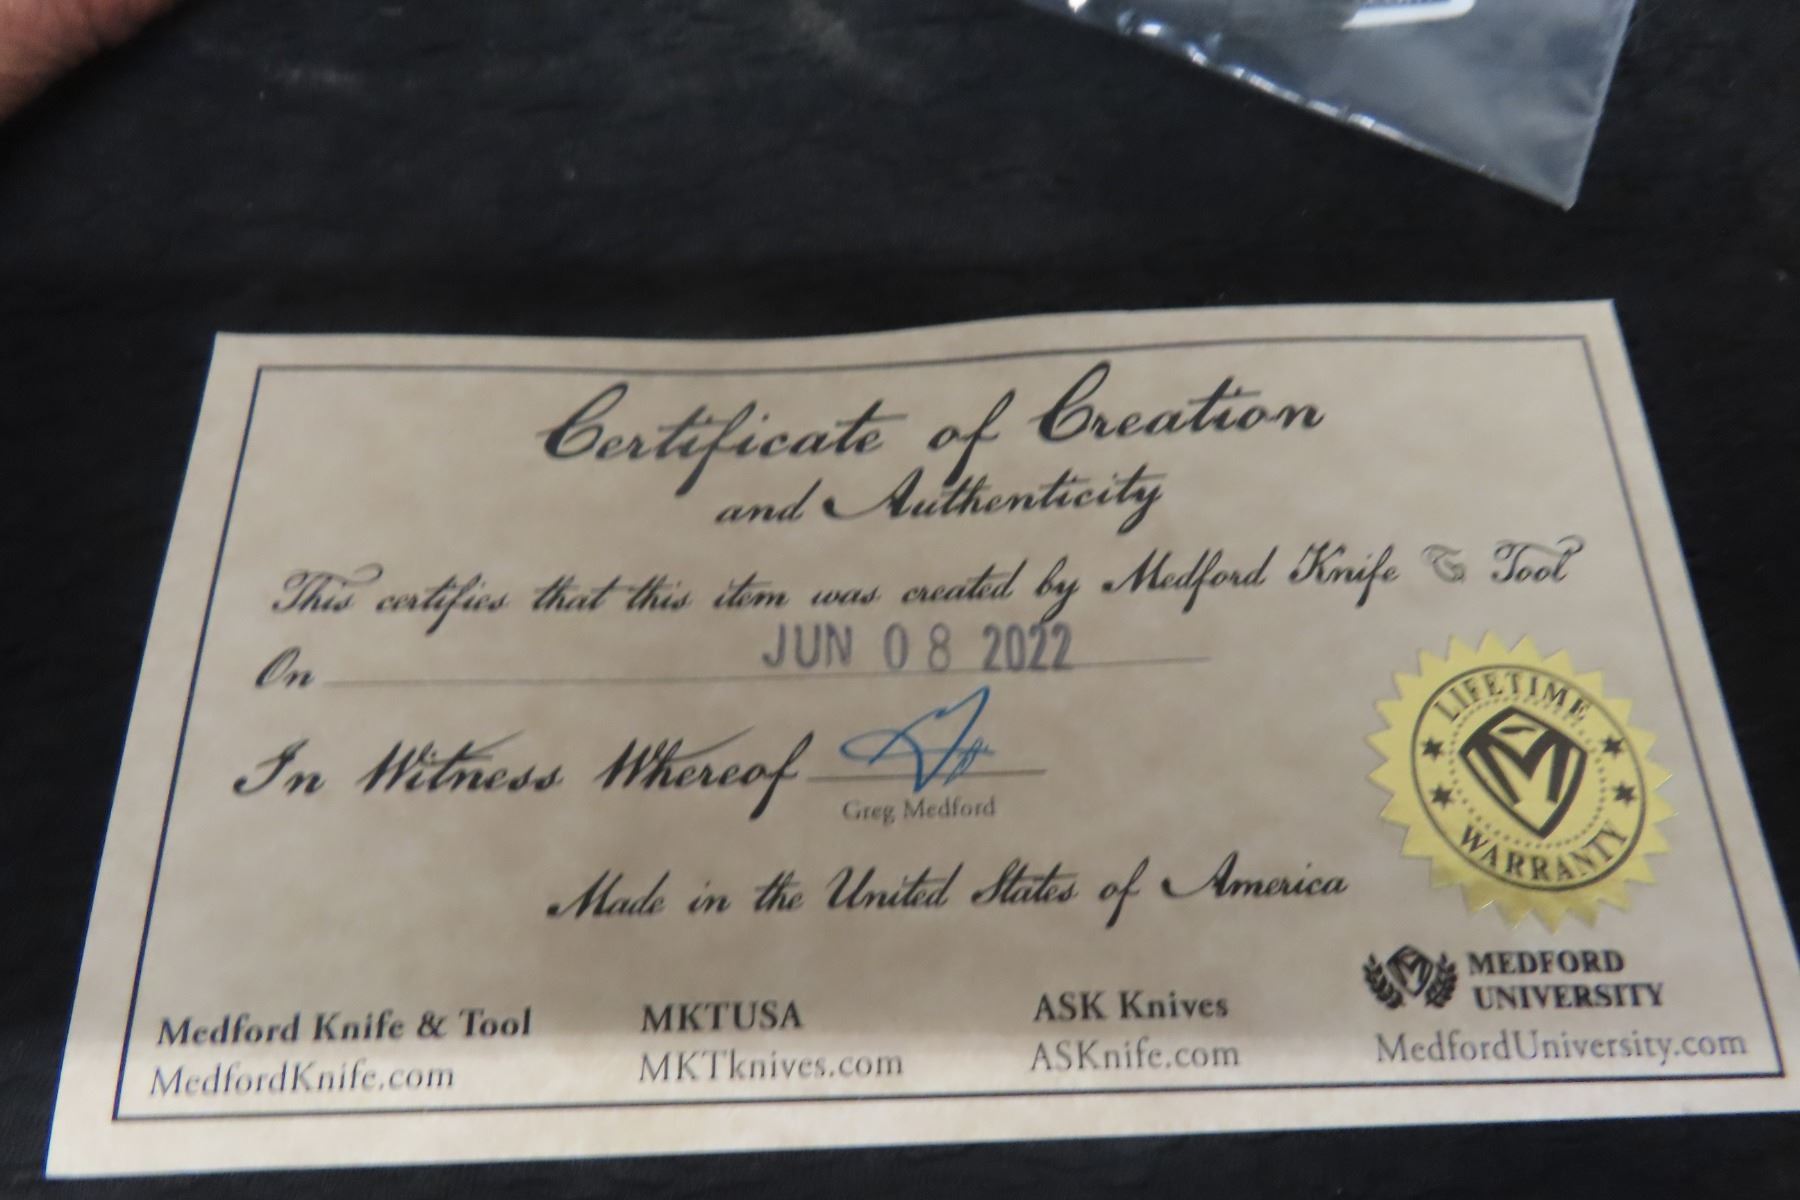 Certificate of Creation
and Authenticity
This certifies that this item was created by Medford Knife & Tool
On JUN 08 2022
In Witness Whereof
Greg Medford
Made in the United States of America
LIFETIME
M
WARRANTY
M MEDFORD
UNIVERSITY
Medford Knife & Tool MKTUSA ASK Knives
MedfordKnife.com MKTknives.com ASKnife.com MedfordUniversity.com